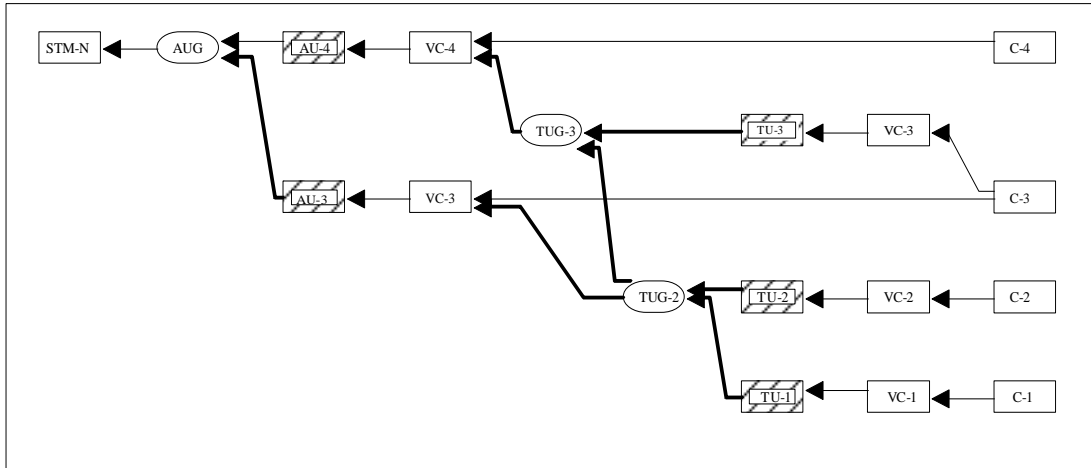 STM-N
AUG
AU-4
VC-4
C-4
TUG-3
TU-3
VC-3
AU-3
VC-3
C-3
TUG-2
TU-2
VC-2
C-2
TU-1
VC-1
C-1